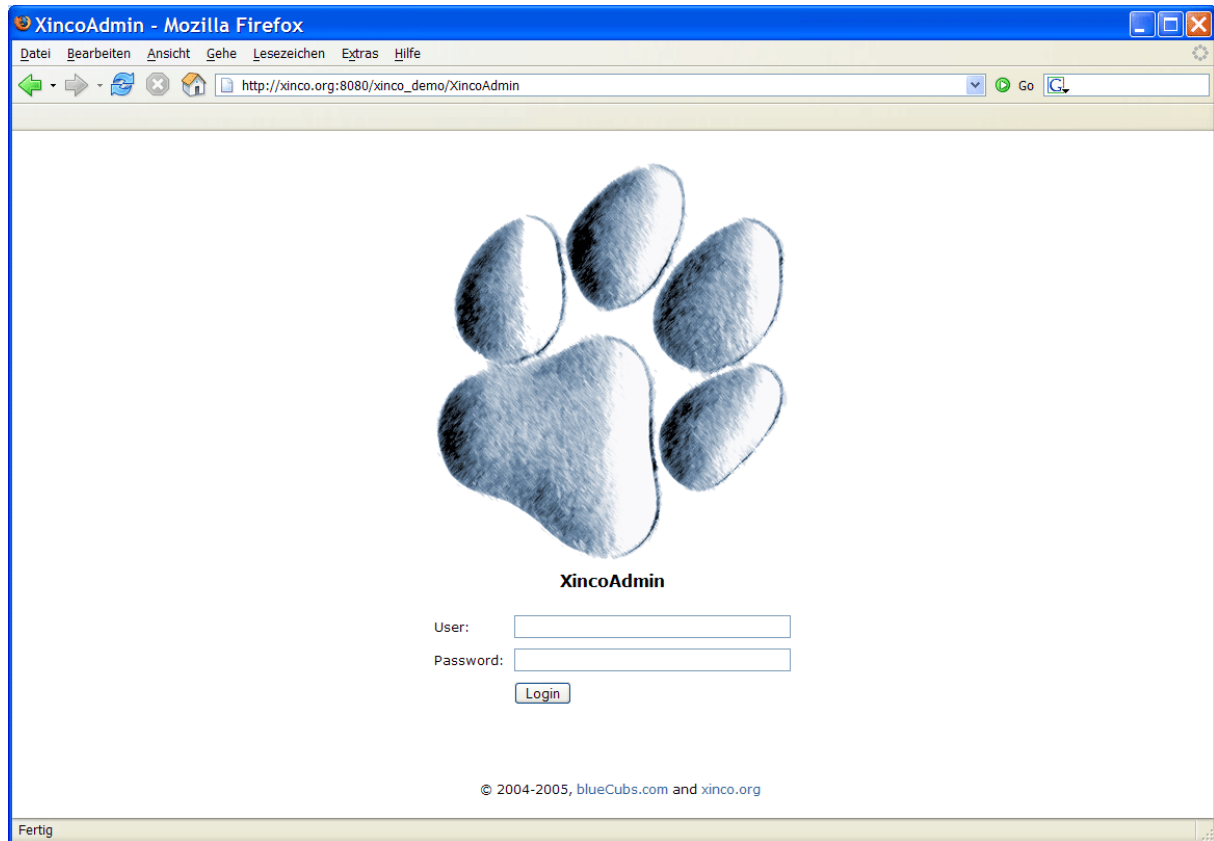 XincoAdmin - Mozilla Firefox
Datei Bearbeiten Ansicht Gehe Lesezeichen Extras Hilfe
http://xinco.org:8080/xinco_demo/XincoAdmin Go G
XincoAdmin
User:
Password:
Login
© 2004-2005, blueCubs.com and xinco.org
Fertig